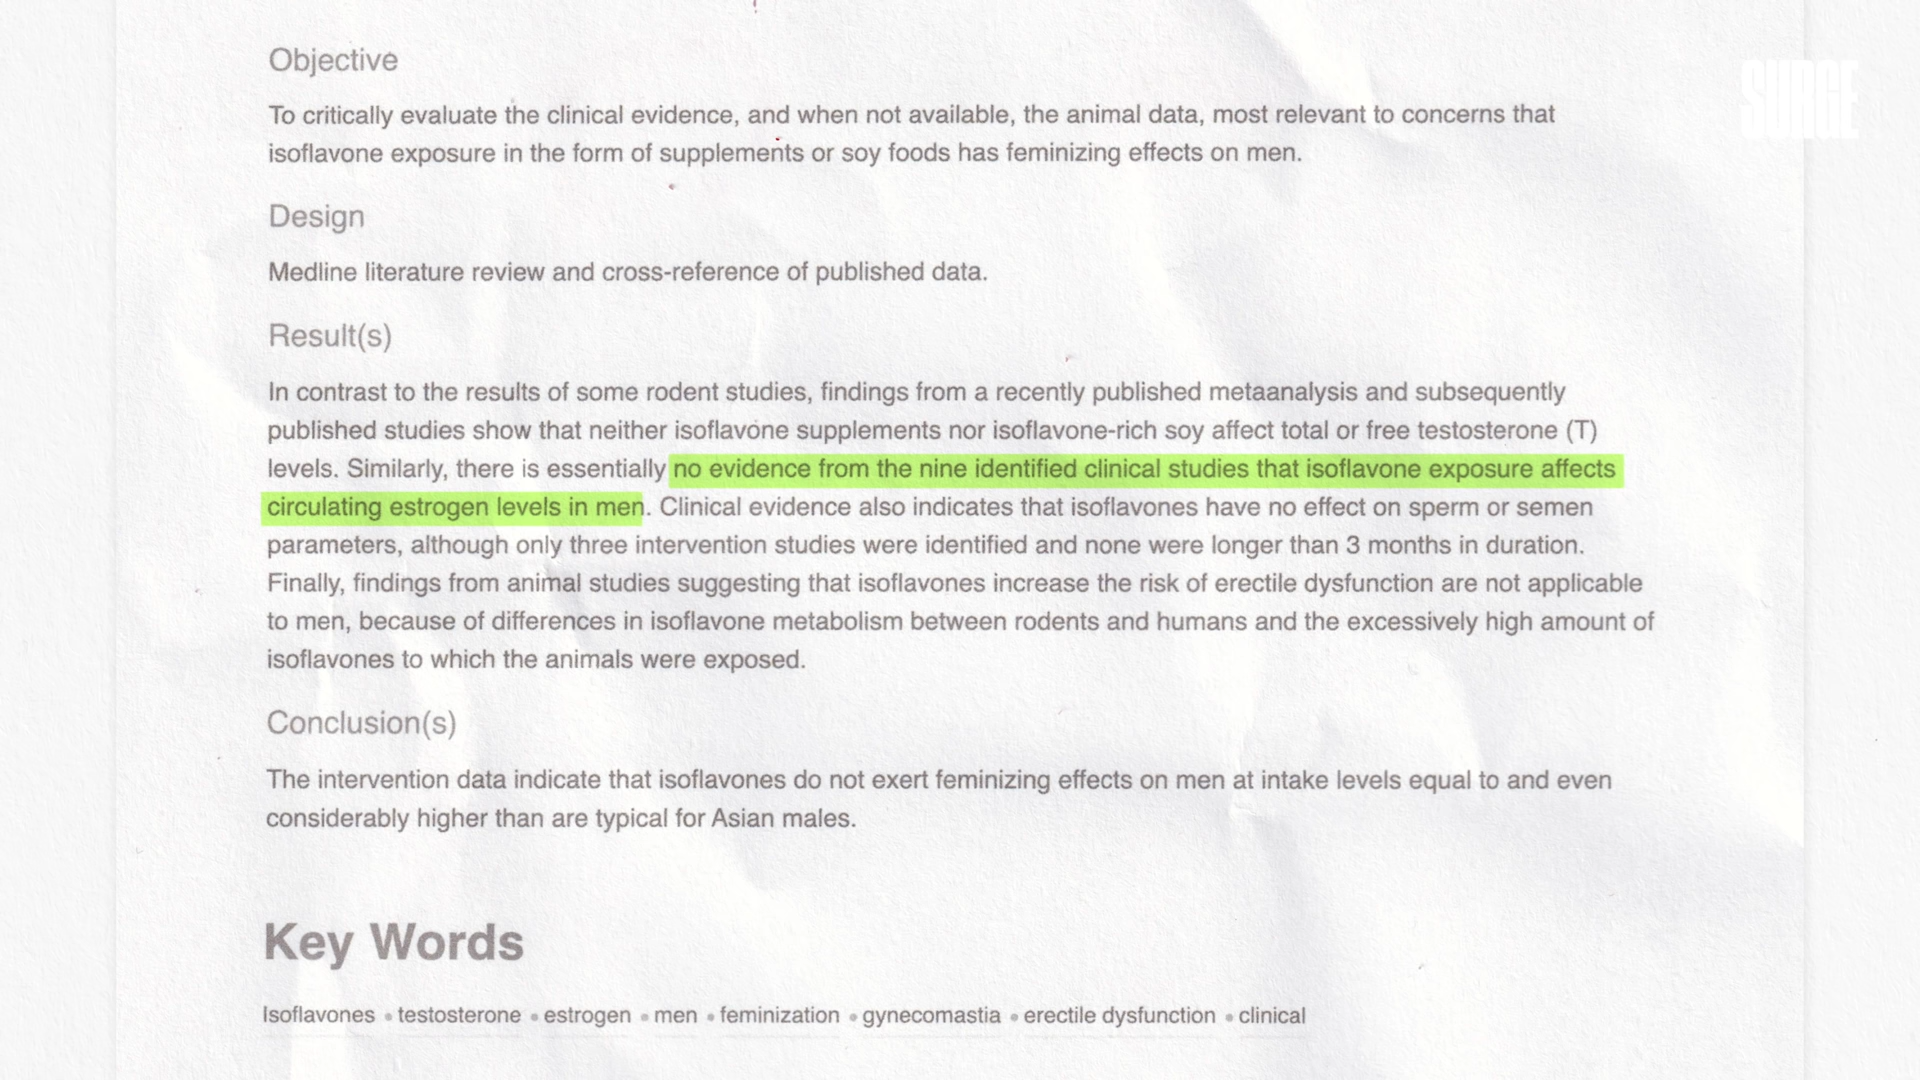 Objective
SURGE
To critically evaluate the clinical evidence, and when not available, the animal data, most relevant to concerns that
isoflavone exposure in the form of supplements or soy foods has feminizing effects on men.
Design
Medline literature review and cross-reference of published data.
Result(s)
In contrast to the results of some rodent studies, findings from a recently published metaanalysis and subsequently
published studies show that neither isoflavone supplements nor isoflavone-rich soy affect total or free testosterone (T)
levels. Similarly, there is essentially no evidence from the nine identified clinical studies that isoflavone exposure affects
circulating estrogen levels in men. Clinical evidence also indicates that isoflavones have no effect on sperm or semen
parameters, although only three intervention studies were identified and none were longer than 3 months in duration.
Finally, findings from animal studies suggesting that isoflavones increase the risk of erectile dysfunction are not applicable
to men, because of differences in isoflavone metabolism between rodents and humans and the excessively high amount of
isoflavones to which the animals were exposed.
Conclusion(s)
The intervention data indicate that isoflavones do not exert feminizing effects on men at intake levels equal to and even
considerably higher than are typical for Asian males.
Key Words
Isoflavones • testosterone • estrogen • men • feminization • gynecomastia • erectile dysfunction • clinical